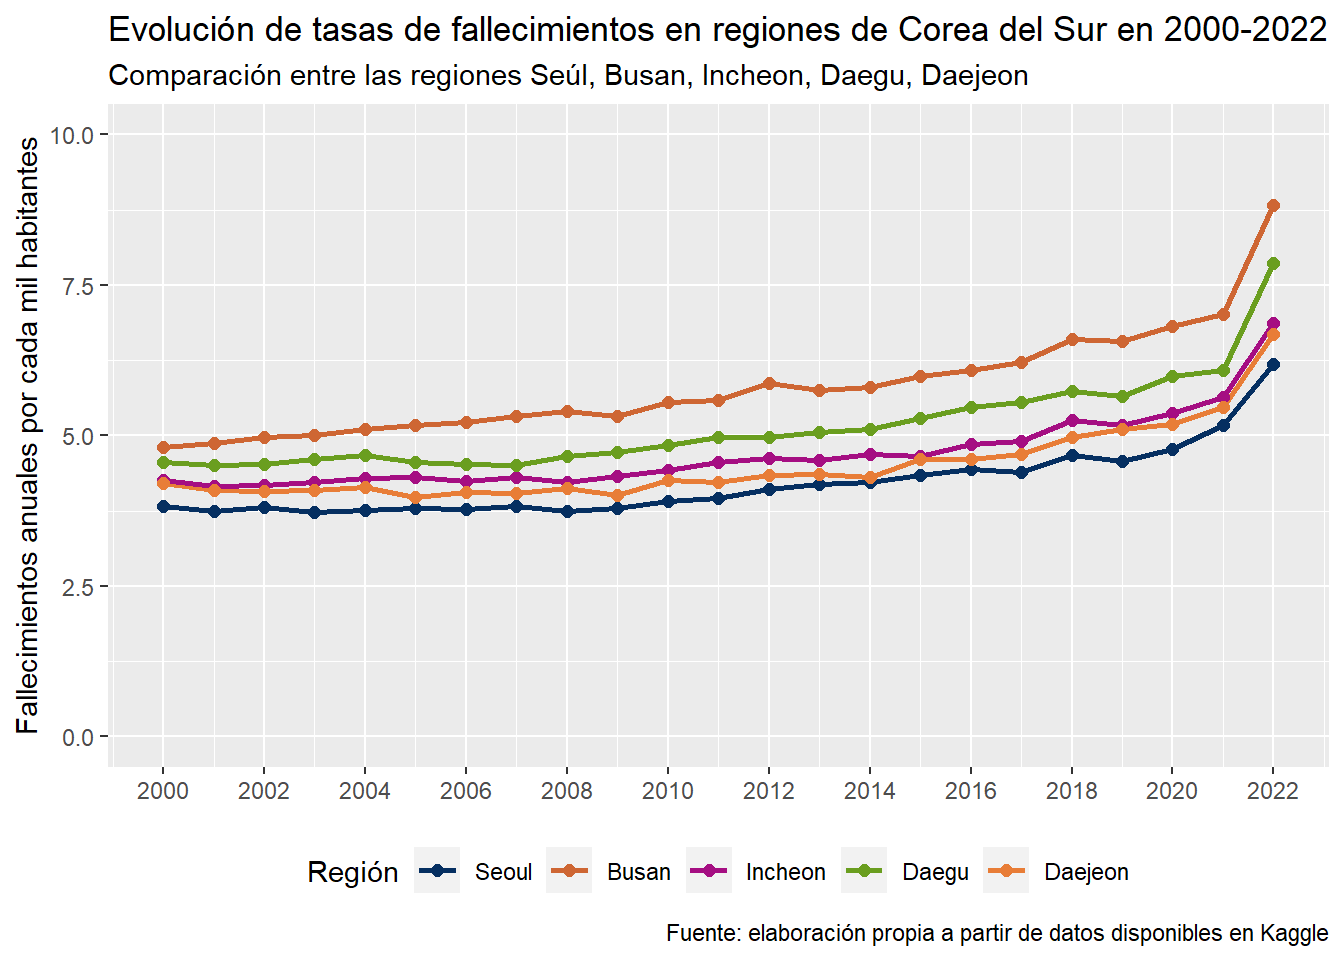 Evolución de tasas de fallecimientos en regiones de Corea del Sur en 2000-2022
Comparación entre las regiones Seúl, Busan, Incheon, Daegu, Daejeon
Fallecimientos anuales por cada mil habitantes
10.0
7.5
5.0
2.5
0.0
2000 2002 2004 2006 2008 2010 2012 2014 2016 2018 2020 2022
Región Seoul Busan Incheon Daegu Daejeon
Fuente: elaboración propia a partir de datos disponibles en Kaggle